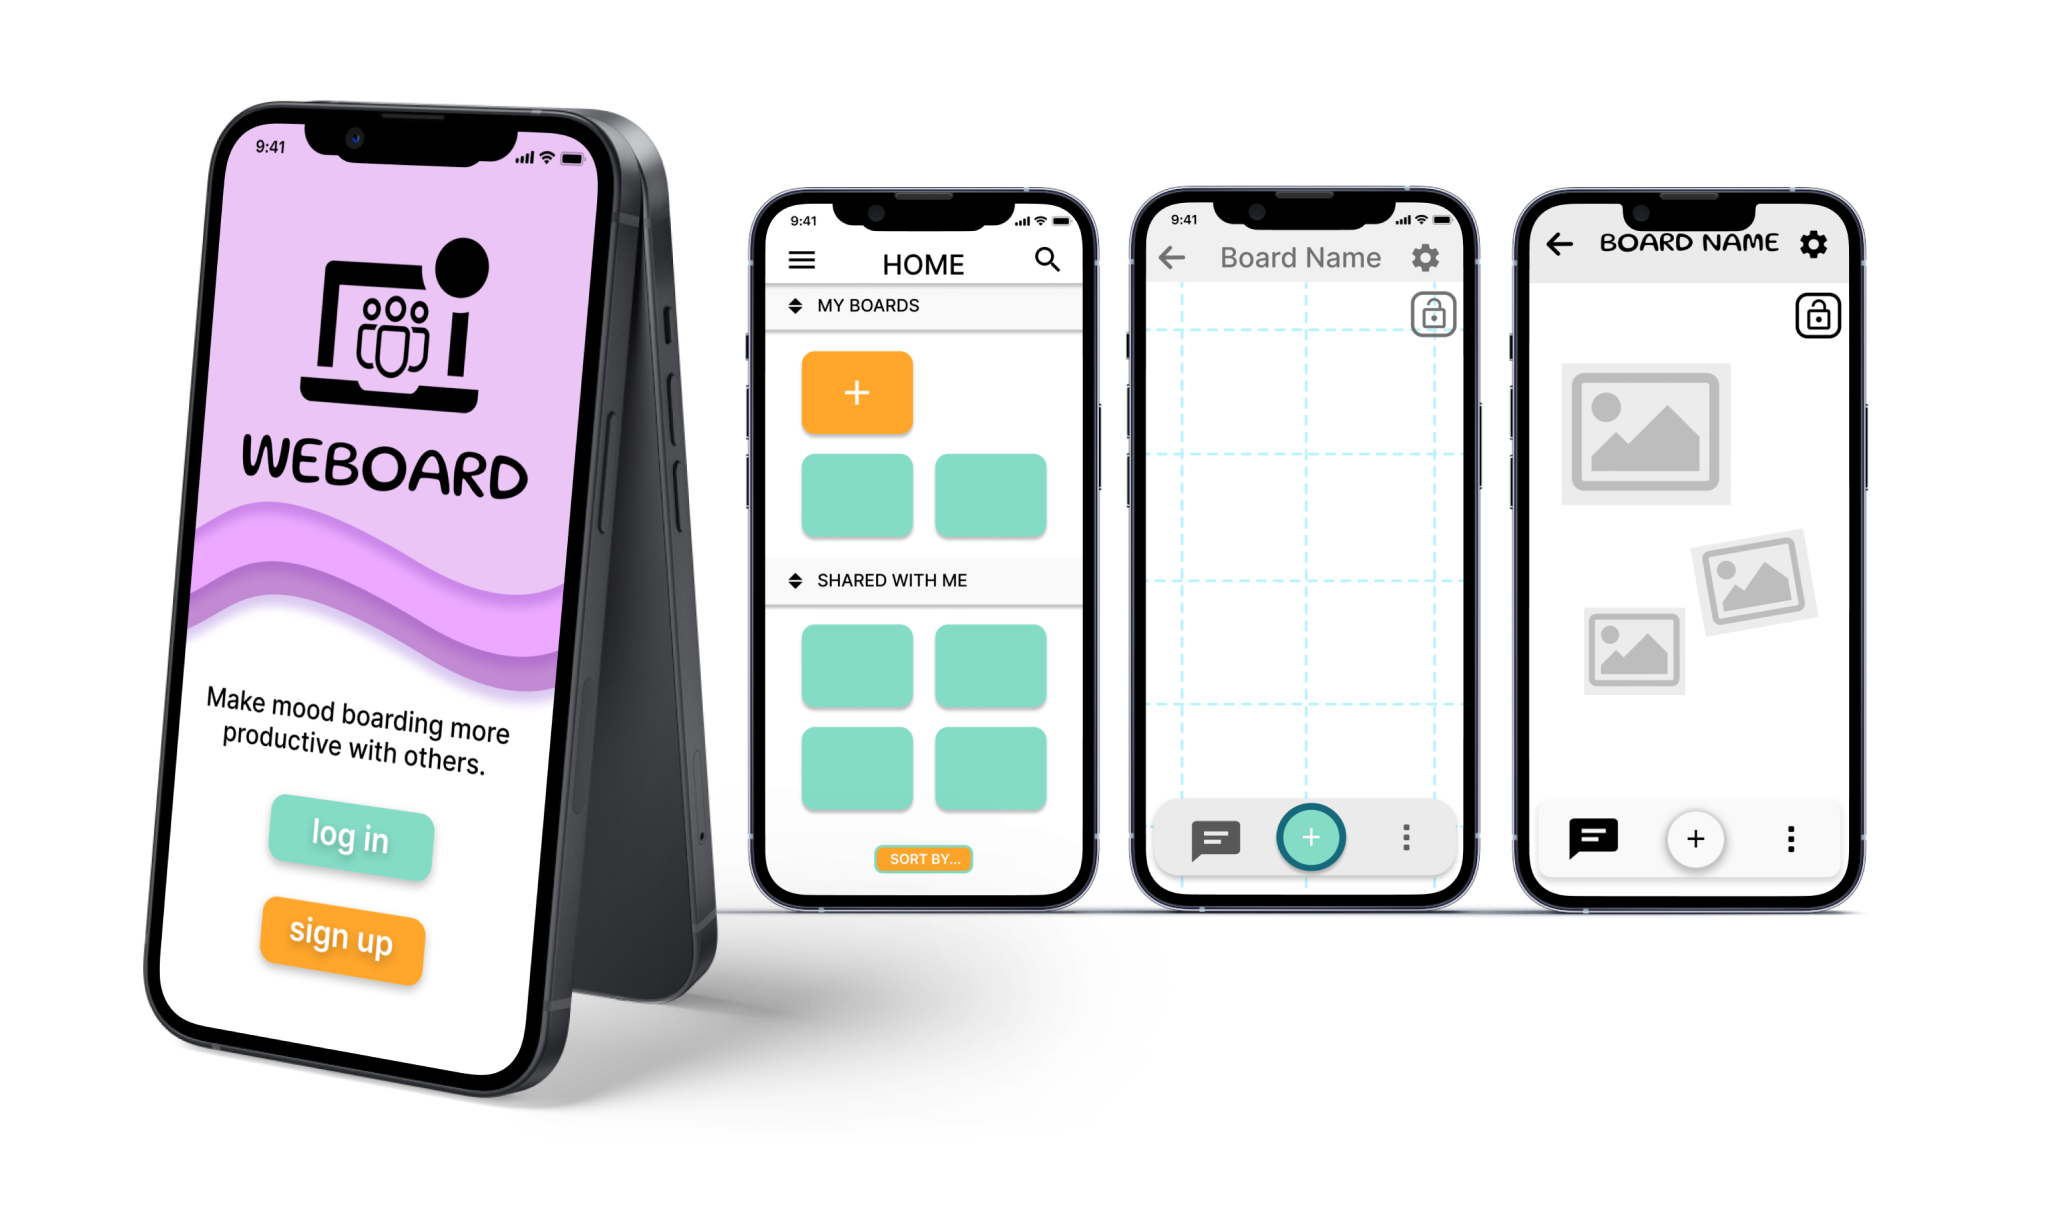 9:41
WEBOARD
Make mood boarding more
productive with others.
log in
sign up
9:41
HOME
MY BOARDS
+
SHARED WITH ME
SORT BY...
9:41
Board Name
+
BOARD NAME
+